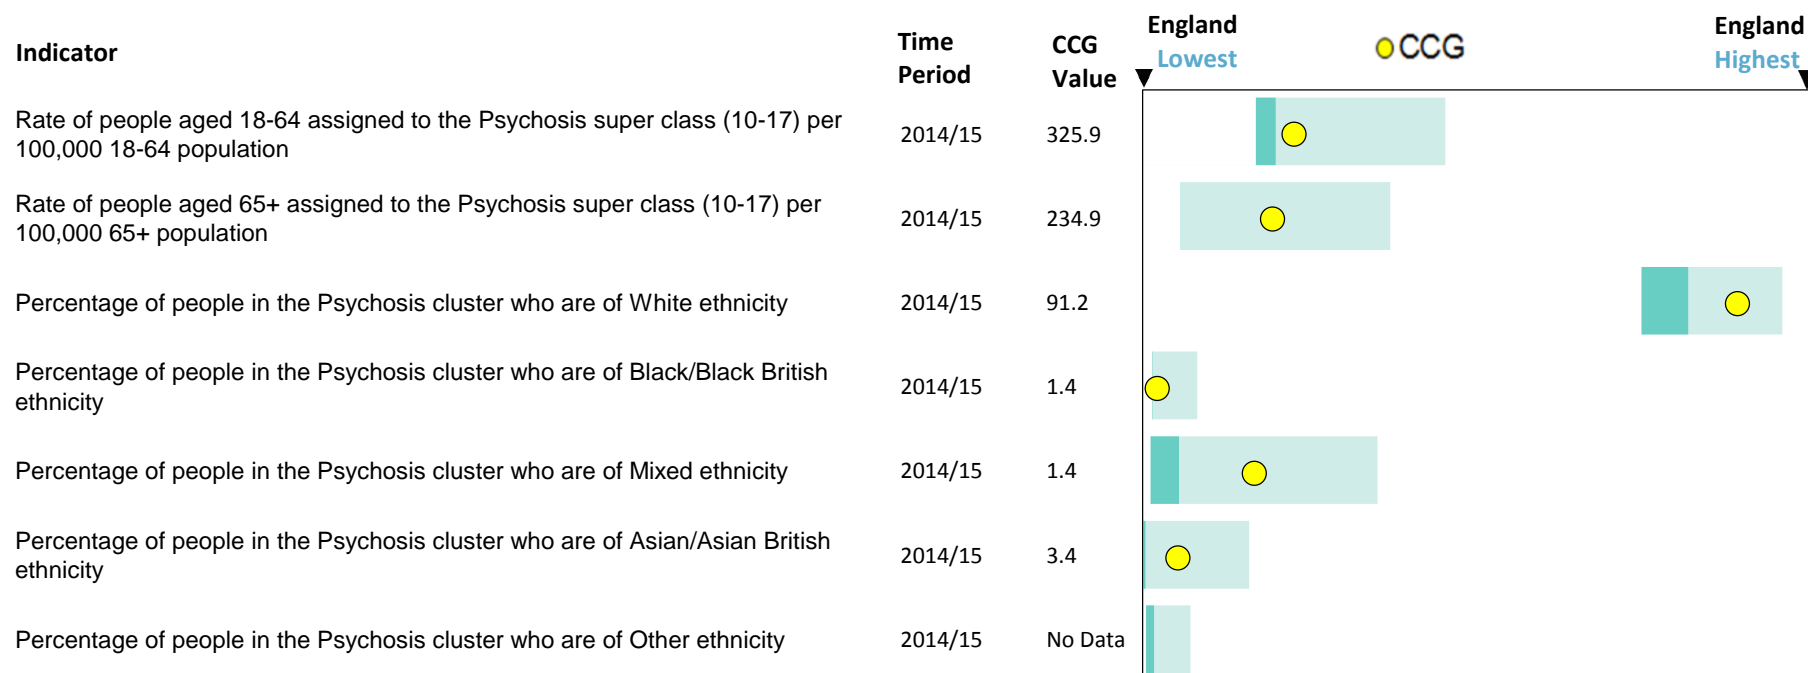 Indicator
Time Period
CCG Value
England Lowest
CCG
England Highest
Rate of people aged 18-64 assigned to the Psychosis super class (10-17) per
100,000 18-64 population
2014/15
325.9
Rate of people aged 65+ assigned to the Psychosis super class (10-17) per
100,000 65+ population
2014/15
234.9
Percentage of people in the Psychosis cluster who are of White ethnicity
2014/15
91.2
Percentage of people in the Psychosis cluster who are of Black/Black British
ethnicity
2014/15
1.4
Percentage of people in the Psychosis cluster who are of Mixed ethnicity
2014/15
1.4
Percentage of people in the Psychosis cluster who are of Asian/Asian British
ethnicity
2014/15
3.4
Percentage of people in the Psychosis cluster who are of Other ethnicity
2014/15
No Data